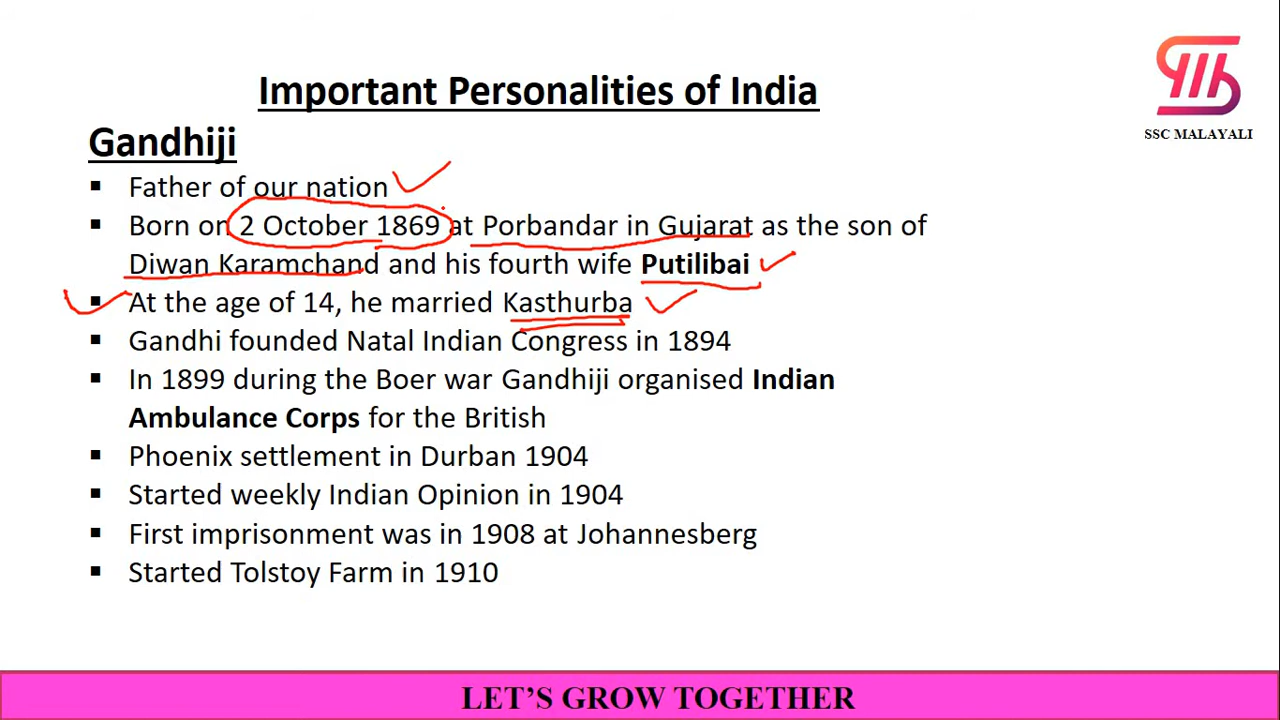 Important Personalities of India
SSC MALAYALI
Gandhiji
▪ Father of our nation
▪ Born on 2 October 1869 at Porbandar in Gujarat as the son of
Diwan Karamchand and his fourth wife Putilibai
▪ At the age of 14, he married Kasthurba
▪ Gandhi founded Natal Indian Congress in 1894
▪ In 1899 during the Boer war Gandhiji organised Indian
Ambulance Corps for the British
▪ Phoenix settlement in Durban 1904
▪ Started weekly Indian Opinion in 1904
▪ First imprisonment was in 1908 at Johannesberg
▪ Started Tolstoy Farm in 1910
LET'S GROW TOGETHER